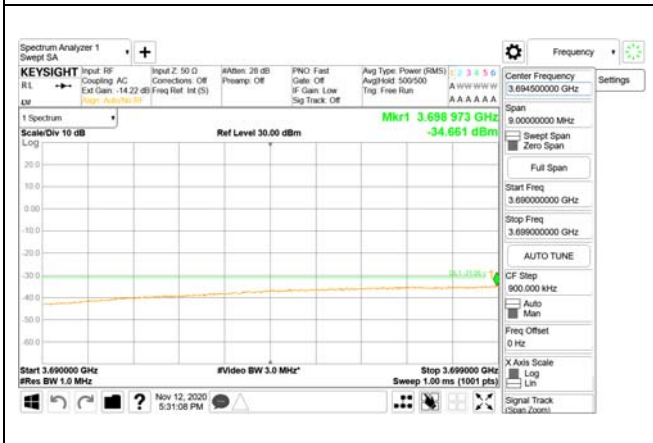 Spectrum Analyzer 1
Swept SA
+
Frequency
KEYSIGHT
RL
Input: RF
Coupling: AC
Ext Gain: -14.22 dB
Align: Auto/No RF
Input Z: 50 Ω
Corrections: Off
Freq Ref: Int (S)
#Atten: 28 dB
Preamp: Off
PNO: Fast
Gate: Off
IF Gain: Low
Sig Track: Off
Avg Type: Power (RMS)
Avg|Hold: 500/500
Trig: Free Run
1 2 3 4 5 6
A W W W W W
A A A A A A
1 Spectrum
Scale/Div 10 dB
Log
Ref Level 30.00 dBm
Mkr1 3.698 973 GHz
-34.661 dBm
20.0
10.0
0.00
-10.0
-20.0
-30.0
-40.0
-50.0
-60.0
1
Start 3.690000 GHz
#Res BW 1.0 MHz
#Video BW 3.0 MHz*
Stop 3.699000 GHz
Sweep 1.00 ms (1001 pts)
?
Nov 12, 2020
5:31:08 PM
Center Frequency
3.694500000 GHz
Settings
Span
9.00000000 MHz
Swept Span
Zero Span
Full Span
Start Freq
3.690000000 GHz
Stop Freq
3.699000000 GHz
AUTO TUNE
CF Step
900.000 kHz
Auto
Man
Freq Offset
0 Hz
X Axis Scale
Log
Lin
Signal Track
(Span Zoom)